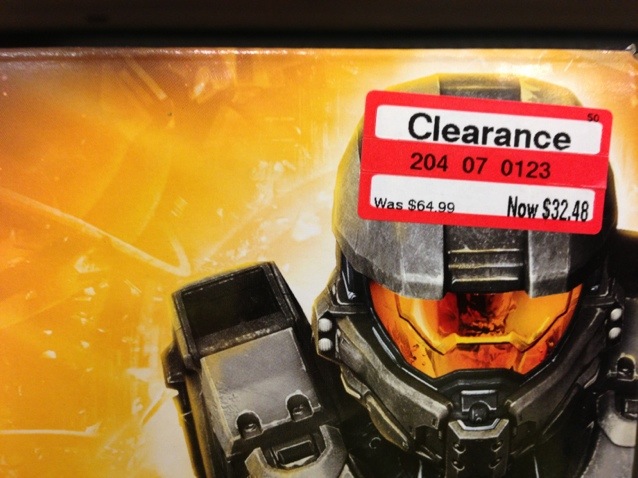 50
Clearance
204 07 0123
Was $64.99 Now $32.48